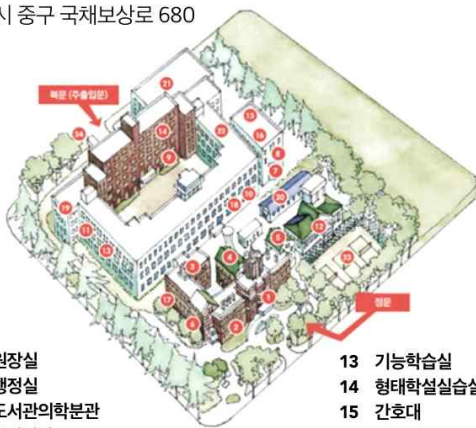 시 중구 국채보상로 680
북문 (주출입문)
정문
원장실
행정실
도서관의학분관
13 기능학습실
14 형태학설실습실
15 간호대